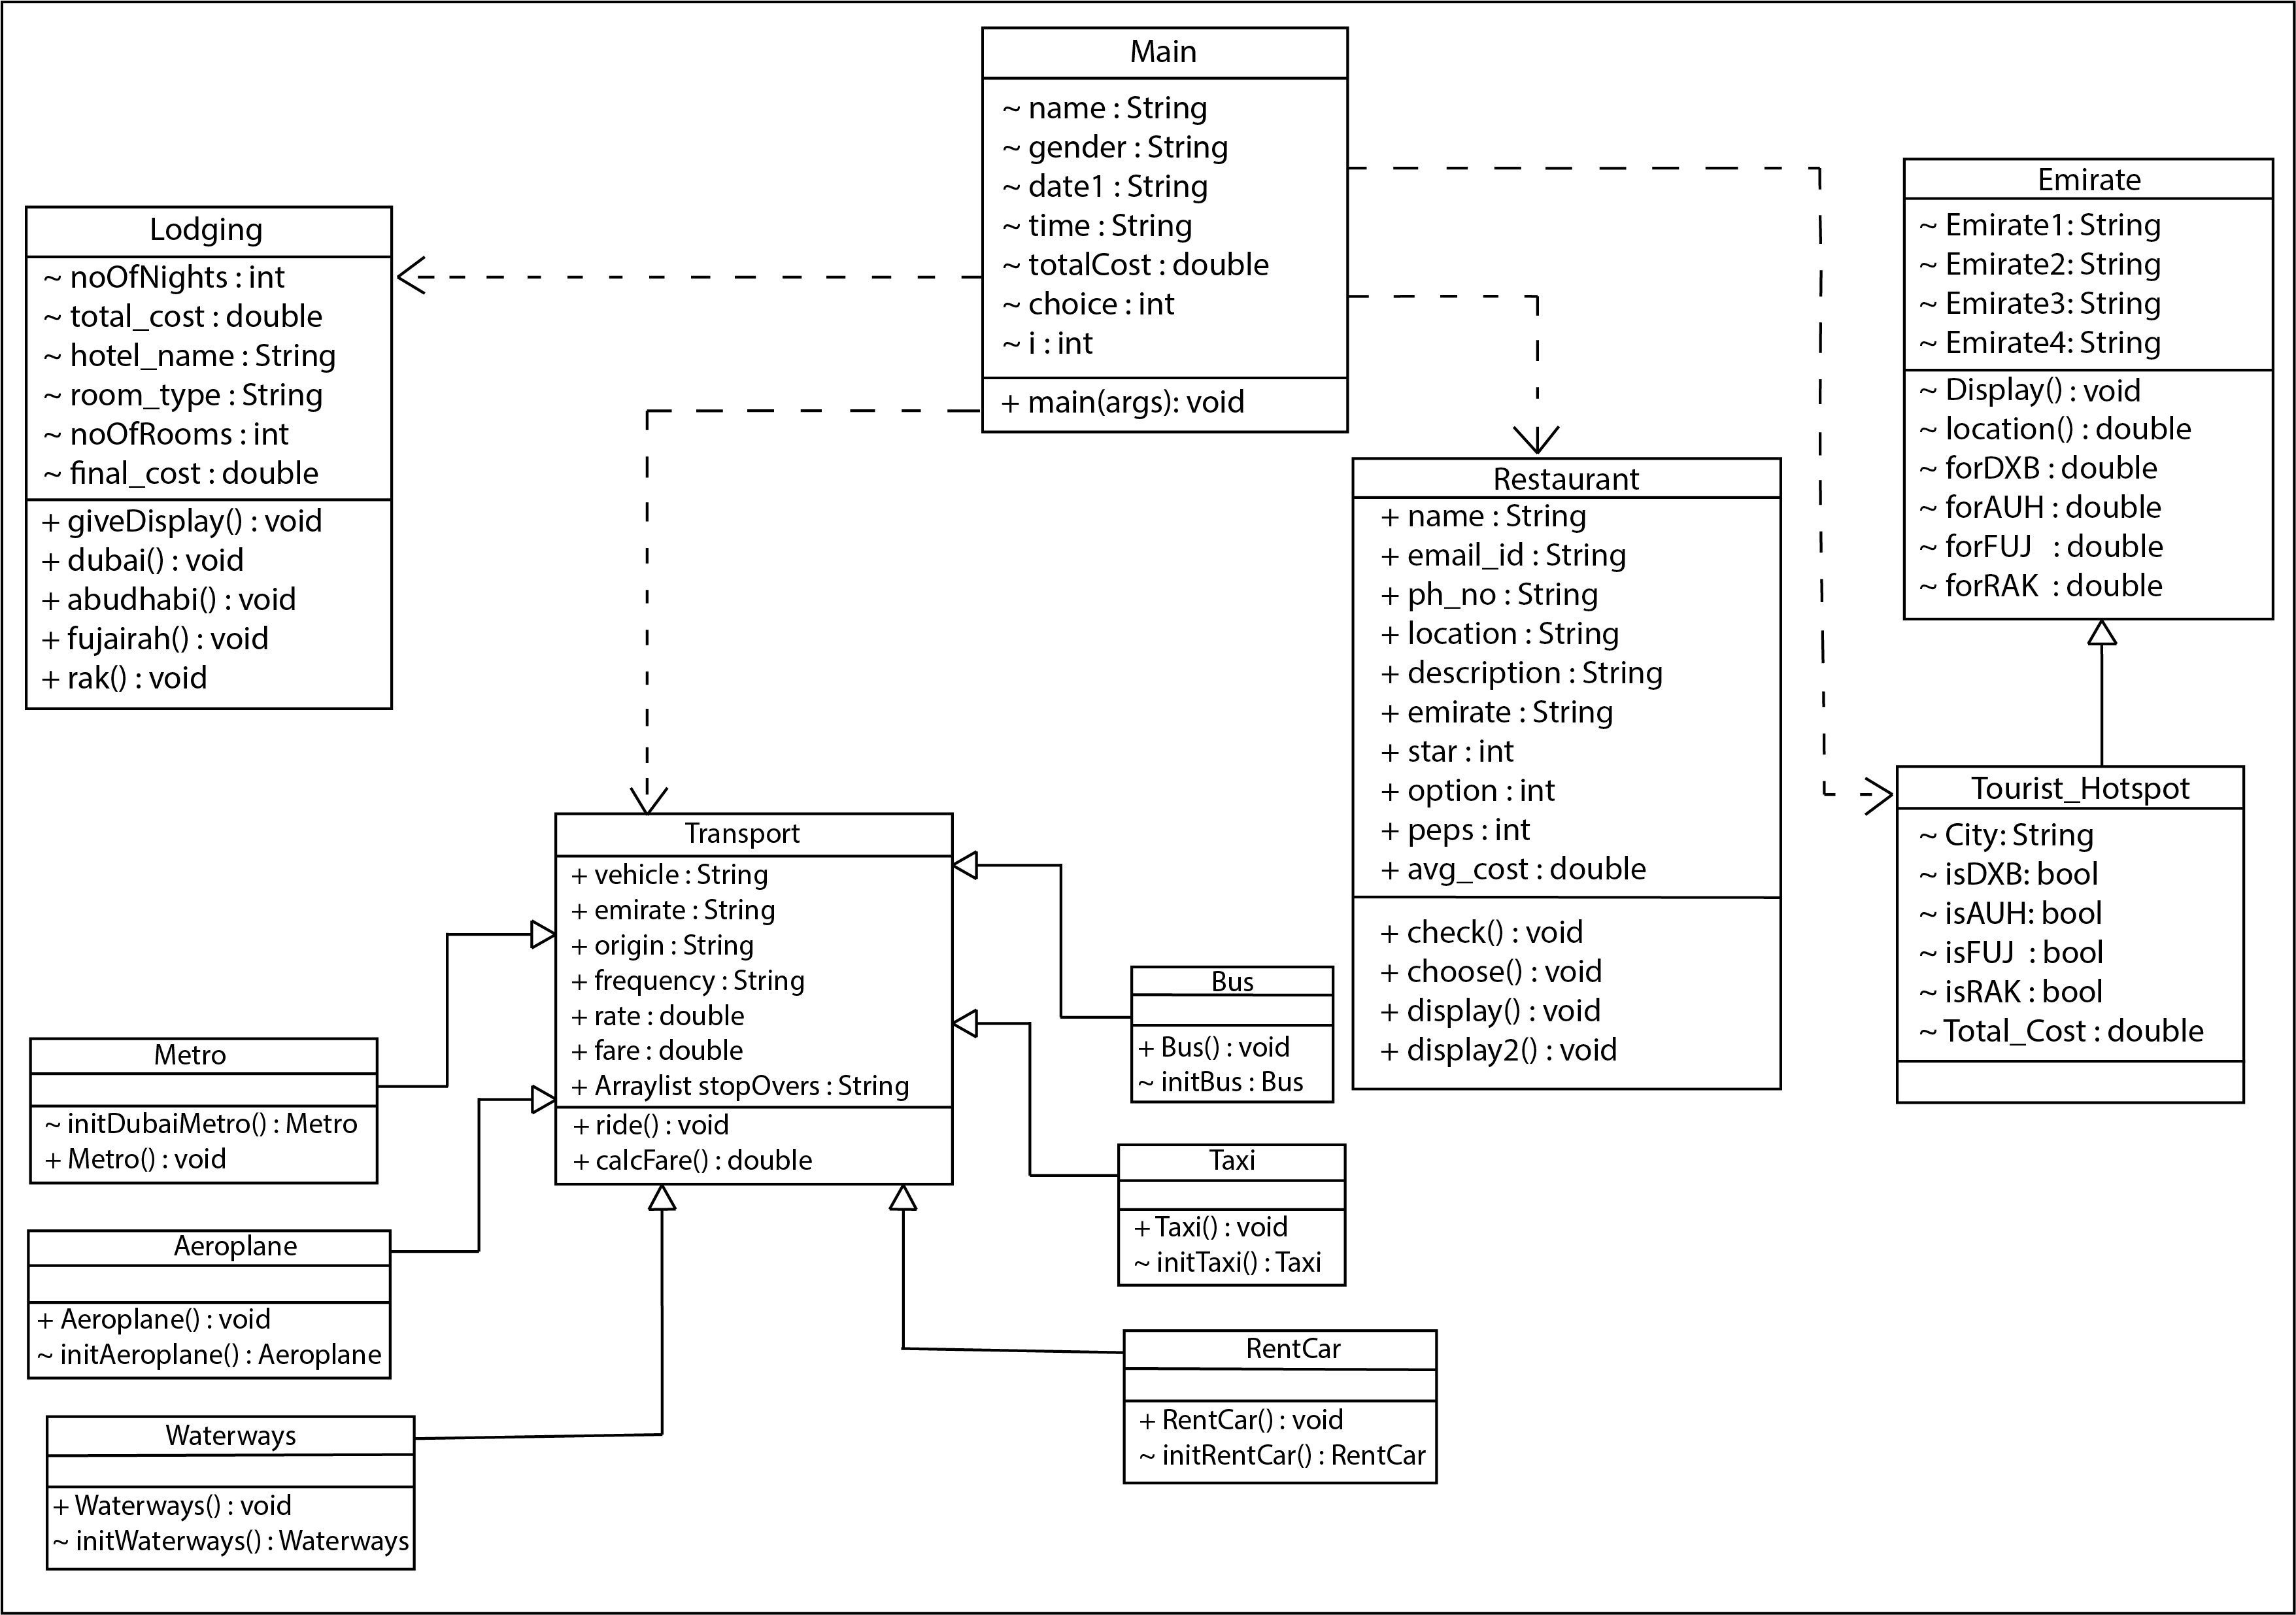 Main
~ name : String
~ gender : String
~ date1 : String
~ time : String
~ totalCost : double
~ choice : int
~ i : int
+ main(args): void
Lodging
~ noOfNights : int
~ total_cost : double
~ hotel_name : String
~ room_type : String
~ noOfRooms : int
~ final_cost : double
+ giveDisplay() : void
+ dubai() : void
+ abudhabi() : void
+ fujairah() : void
+ rak() : void
Emirate
~ Emirate1: String
~ Emirate2: String
~ Emirate3: String
~ Emirate4: String
~ Display() : void
~ location() : double
~ forDXB : double
~ forAUH : double
~ forFUJ : double
~ forRAK : double
Restaurant
+ name : String
+ email_id : String
+ ph_no : String
+ location : String
+ description : String
+ emirate : String
+ star : int
+ option : int
+ peps : int
+ avg_cost : double
+ check() : void
+ choose() : void
+ display() : void
+ display2() : void
Tourist_Hotspot
~ City: String
~ isDXB: bool
~ isAUH: bool
~ isFUJ : bool
~ isRAK : bool
~ Total_Cost : double
Transport
+ vehicle : String
+ emirate : String
+ origin : String
+ frequency : String
+ rate : double
+ fare : double
+ Arraylist stopOvers : String
+ ride() : void
+ calcFare() : double
Bus
+ Bus() : void
~ initBus : Bus
Metro
~ initDubaiMetro() : Metro
+ Metro() : void
Taxi
+ Taxi() : void
~ initTaxi() : Taxi
Aeroplane
+ Aeroplane() : void
~ initAeroplane() : Aeroplane
RentCar
+ RentCar() : void
~ initRentCar() : RentCar
Waterways
+ Waterways() : void
~ initWaterways() : Waterways